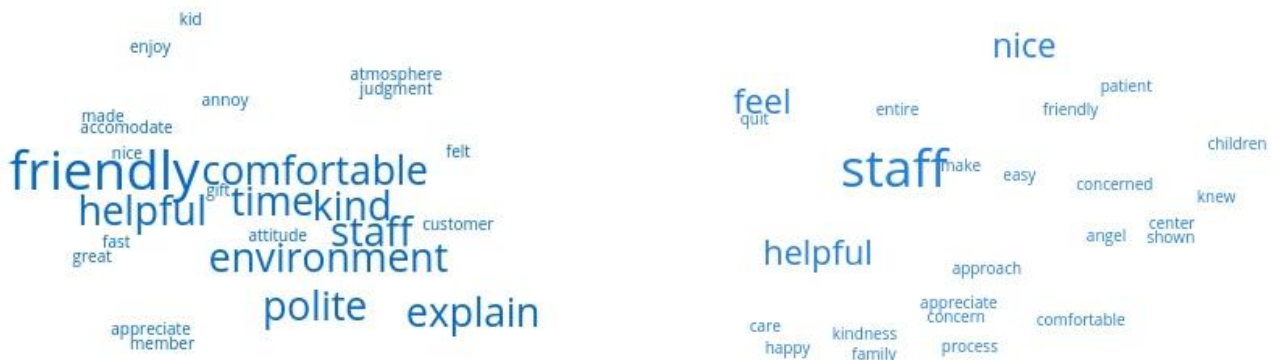 kid
enjoy
atmosphere
judgment
annoy
made
accomodate
nice
felt
friendly comfortable
gift
helpful time kind
staff customer
attitude
fast
great
environment
polite explain
appreciate
member
nice
patient
feel
quit
entire
friendly
children
staff
make
easy
concerned
knew
center
shown
angel
helpful
approach
appreciate
concern
comfortable
care
kindness
happy
family
process